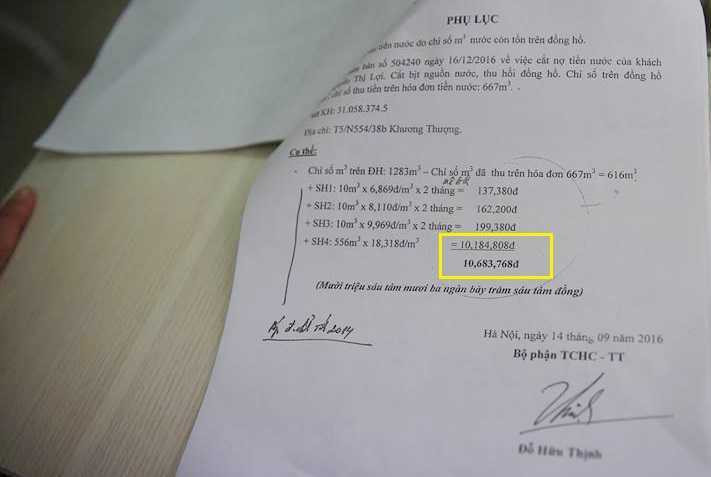 PHỤ LỤC
tiền nước do chỉ số m³ nước còn tồn trên đồng hồ.
bản số 504240 ngày 16/12/2016 về việc cắt nợ tiền nước của khách
Thị Lợi. Cắt bịt nguồn nước, thu hồi đồng hồ. Chỉ số trên đồng hồ
số thu tiền trên hóa đơn tiền nước: 667m³. .
KH: 31.058.374.5
Địa chỉ: T5/N554/38b Khương Thượng.
Cụ thể:
- Chỉ số m³ trên ĐH: 1283m³ – Chỉ số m³ đã thu trên hóa đơn 667m³ = 616m³
+ SH1: 10m³ x 6,869đ/m³ x 2 tháng = 137,380đ
+ SH2: 10m³ x 8,110đ/m³ x 2 tháng = 162,200đ
+ SH3: 10m³ x 9,969đ/m³ x 2 tháng = 199,380đ
+ SH4: 556m³ x 18,318đ/m³ = 10,184,808đ
10,683,768đ
(Mười triệu sáu tám mươi ba ngàn bảy trăm sáu tám đồng)
2014
Hà Nội, ngày 14 tháng 09 năm 2016
Bộ phận TCHC - TT
Đỗ Hữu Thịnh